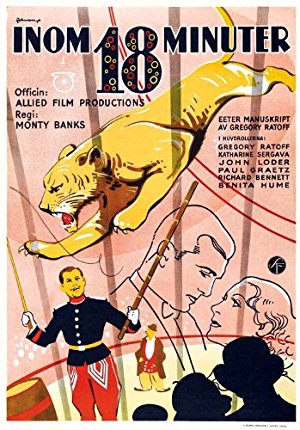 INOM 18 MINUTER
Officin:
ALLIED FILM PRODUCTIONS
Regi:
MONTY BANKS
EFTER MANUSKRIPT
AV GREGORY RATOFF
I HUVUDROLLERNA:
GREGORY RATOFF
KATHARINE SERGAVA
JOHN LODER
PAUL GRAETZ
RICHARD BENNETT
BENITA HUME
SF